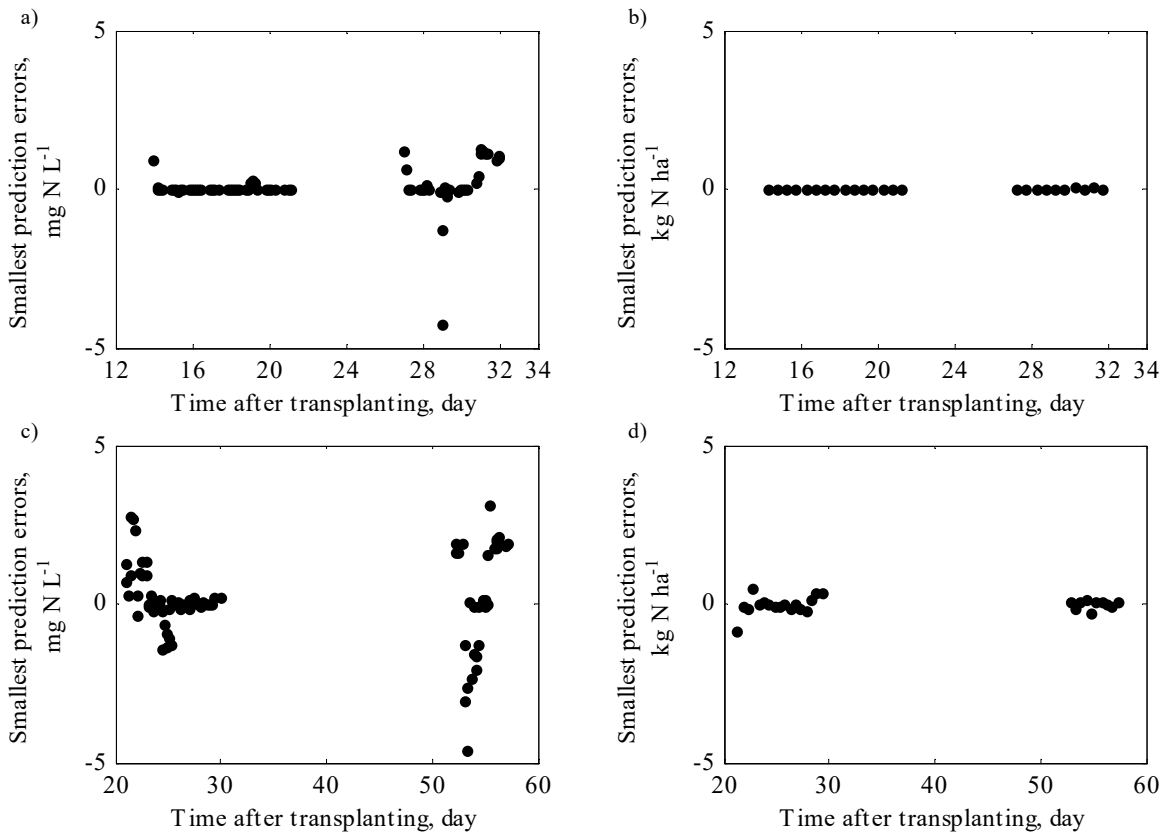 a)
Smallest prediction errors,
mg N L-1
5
0
-5
12 16 20 24 28 32 34
Time after transplanting, day
b)
Smallest prediction errors,
kg N ha-1
5
0
-5
12 16 20 24 28 32 34
Time after transplanting, day
c)
Smallest prediction errors,
mg N L-1
5
0
-5
20 30 40 50 60
Time after transplanting, day
d)
Smallest prediction errors,
kg N ha-1
5
0
-5
20 30 40 50 60
Time after transplanting, day